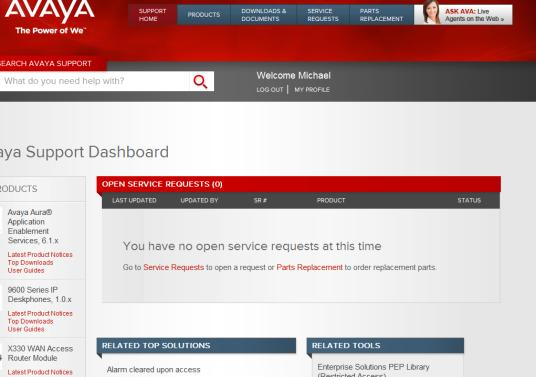 AVAYA
The Power of We™
SUPPORT HOME
PRODUCTS
DOWNLOADS & DOCUMENTS
SERVICE REQUESTS
PARTS REPLACEMENT
ASK AVA: Live
Agents on the Web »
SEARCH AVAYA SUPPORT
What do you need help with?
Welcome Michael
LOG OUT | MY PROFILE
aya Support Dashboard
RODUCTS
Avaya Aura®
Application
Enablement
Services, 6.1.x
Latest Product Notices
Top Downloads
User Guides
9600 Series IP
Deskphones, 1.0.x
Latest Product Notices
Top Downloads
User Guides
X330 WAN Access
Router Module
Latest Product Notices
OPEN SERVICE REQUESTS (0)
LAST UPDATED UPDATED BY SR # PRODUCT STATUS
You have no open service requests at this time
Go to Service Requests to open a request or Parts Replacement to order replacement parts.
RELATED TOP SOLUTIONS
Alarm cleared upon access
RELATED TOOLS
Enterprise Solutions PEP Library
(Restricted Access)